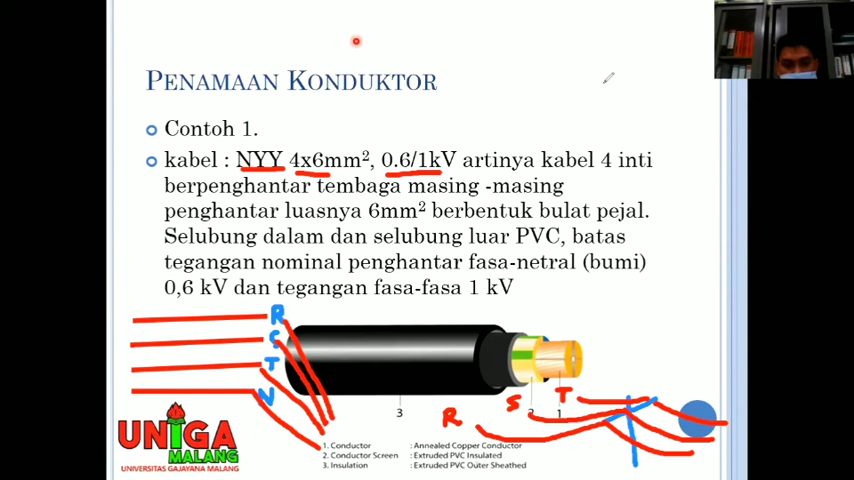 PENAMAAN KONDUKTOR
Contoh 1.
kabel : NYY 4x6mm², 0.6/1kV artinya kabel 4 inti
berpenghantar tembaga masing -masing
penghantar luasnya 6mm² berbentuk bulat pejal.
Selubung dalam dan selubung luar PVC, batas
tegangan nominal penghantar fasa-netral (bumi)
0,6 kV dan tegangan fasa-fasa 1 kV
R
S
T
N
3
2
1
R
S
T
UNIGA
MALANG
UNIVERSITAS GAJAYANA MALANG
1. Conductor : Annealed Copper Conductor
2. Conductor Screen : Extruded PVC Insulated
3. Insulation : Extruded PVC Outer Sheathed